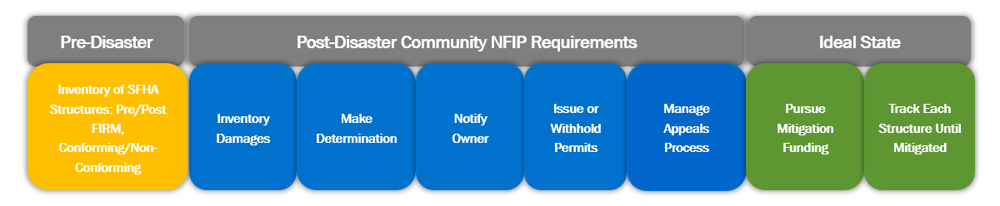 Pre-Disaster
Post-Disaster Community NFIP Requirements
Ideal State
Inventory of SFHA
Structures: Pre/Post
FIRM,
Conforming/Non-
Conforming
Inventory
Damages
Make
Determination
Notify
Owner
Issue or
Withhold
Permits
Manage
Appeals
Process
Pursue
Mitigation
Funding
Track Each
Structure Until
Mitigated